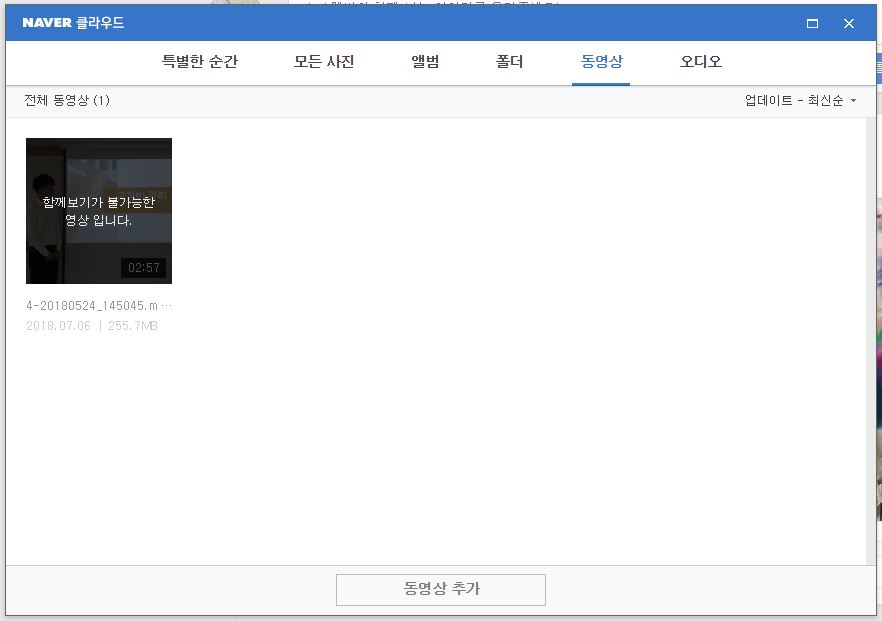 NAVER 클라우드
특별한 순간 모든 사진 앨범 폴더 동영상 오디오
전체 동영상 (1) 업데이트 - 최신순
함께보기가 불가능한
영상 입니다.
02:57
4-20180524_145045.m…
2018.07.06 | 255.7MB
동영상 추가